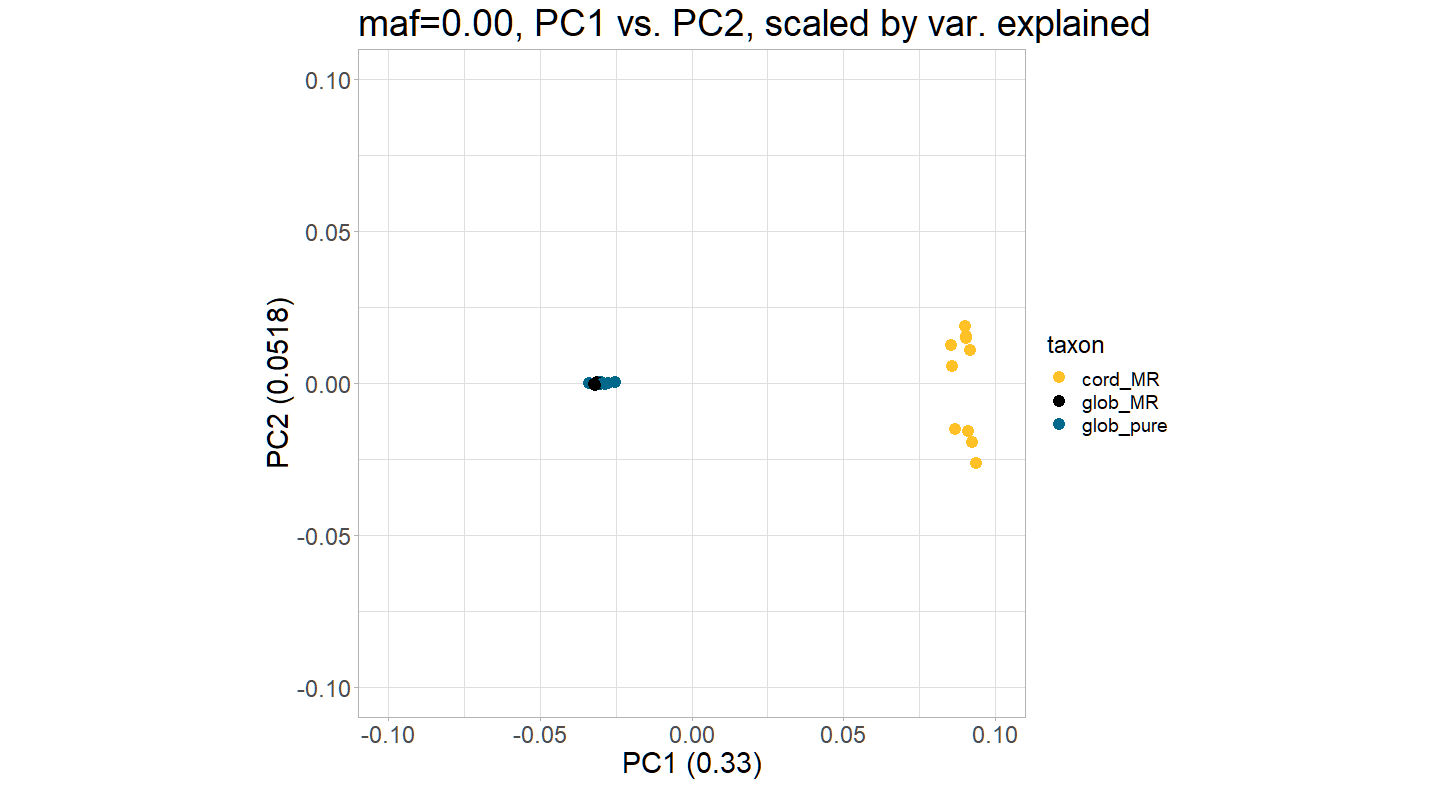 maf=0.00, PC1 vs. PC2, scaled by var. explained
0.10
0.05
0.00
-0.05
-0.10
PC2 (0.0518)
-0.10 -0.05 0.00 0.05 0.10
PC1 (0.33)
taxon
cord_MR
glob_MR
glob_pure